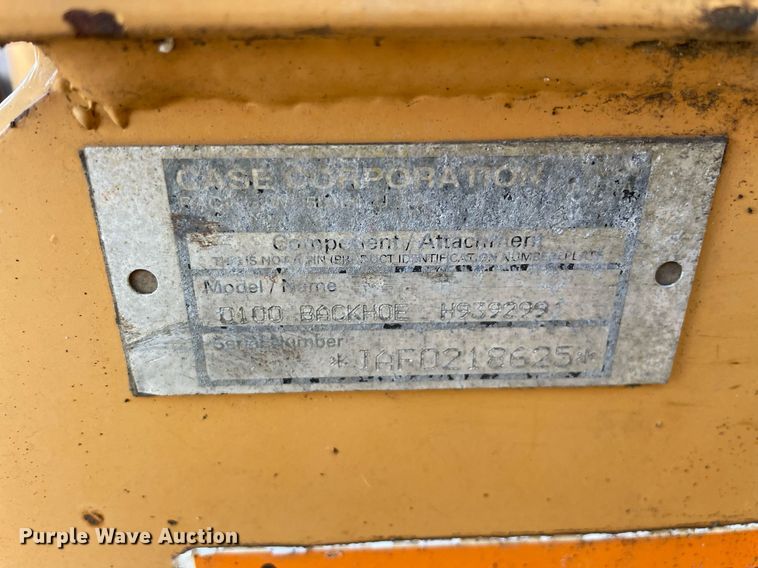 CASE CORPORATION
Component / Attachment
THIS IS NOT A PIN (PRODUCT IDENTIFICATION NUMBER) PLATE
Model / Name
D100 BACKHOE H939299
Serial Number
*JAF0218625*
Purple Wave Auction